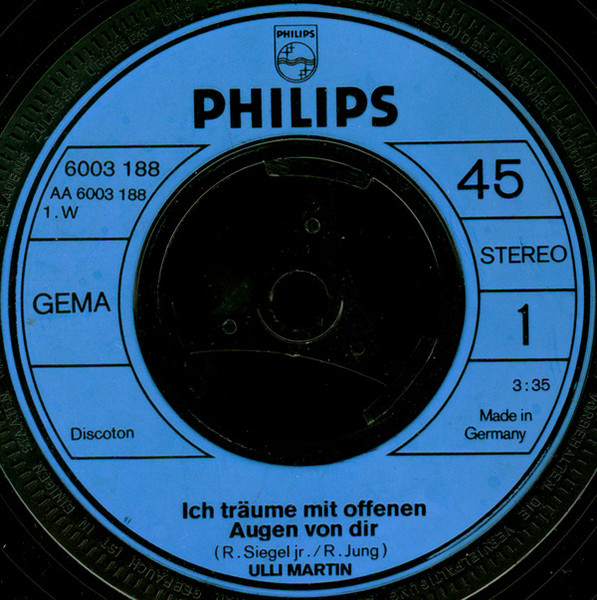 PHILIPS
PHILIPS
6003 188
AA 6003 188
1. W
GEMA
Discoton
45
STEREO
1
3:35
Made in
Germany
Ich träume mit offenen
Augen von dir
(R. Siegel jr. / R. Jung)
ULLI MARTIN